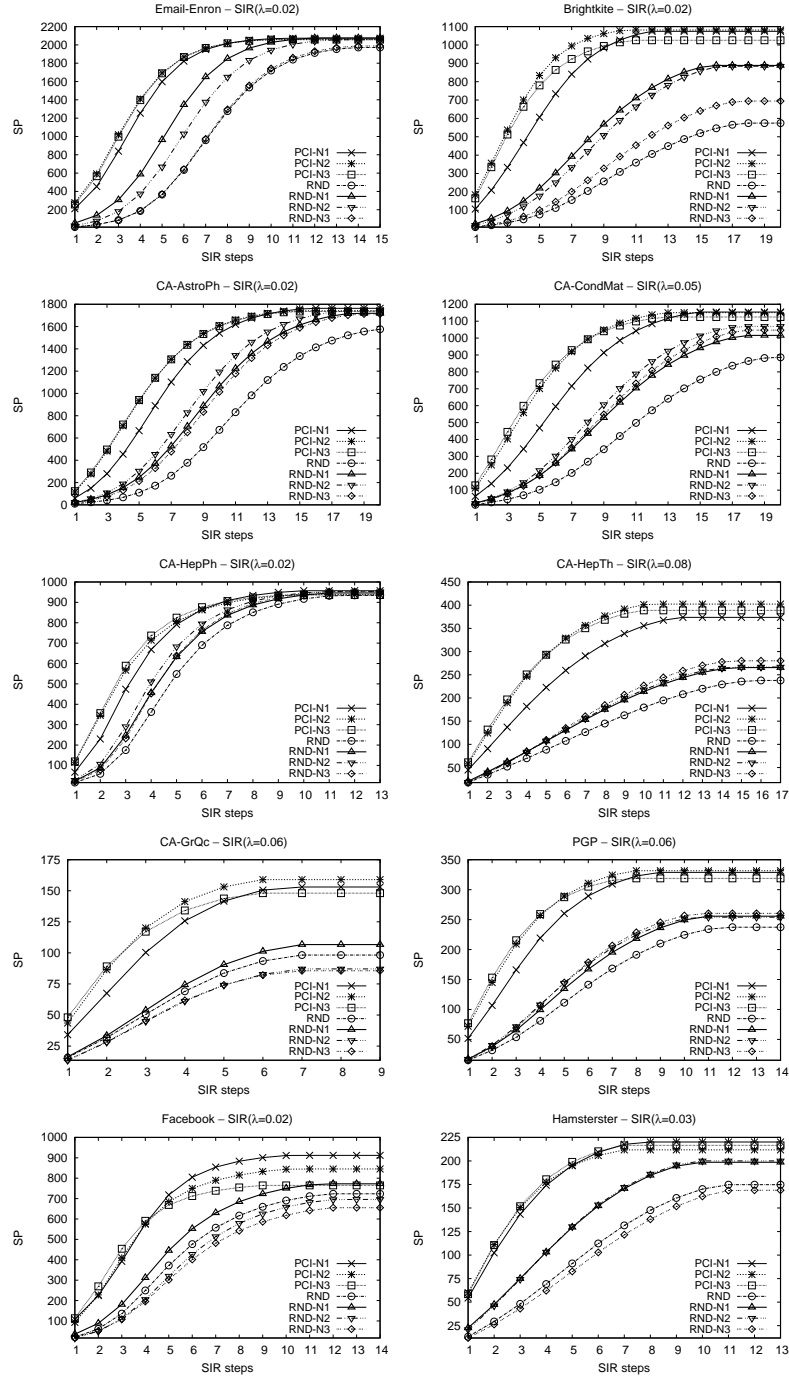 Email-Enron – SIR(λ=0.02)
2200
2000
1800
1600
1400
1200
1000
800
600
400
200
SP
PCI-N1
PCI-N2
PCI-N3
RND
RND-N1
RND-N2
RND-N3
1 2 3 4 5 6 7 8 9 10 11 12 13 14 15
SIR steps
Brightkite – SIR(λ=0.02)
1100
1000
900
800
700
600
500
400
300
200
100
0
SP
PCI-N1
PCI-N2
PCI-N3
RND
RND-N1
RND-N2
RND-N3
1 3 5 7 9 11 13 15 17 19
SIR steps
CA-AstroPh – SIR(λ=0.02)
1800
1600
1400
1200
1000
800
600
400
200
0
SP
PCI-N1
PCI-N2
PCI-N3
RND
RND-N1
RND-N2
RND-N3
1 3 5 7 9 11 13 15 17 19
SIR steps
CA-CondMat – SIR(λ=0.05)
1200
1100
1000
900
800
700
600
500
400
300
200
100
SP
PCI-N1
PCI-N2
PCI-N3
RND
RND-N1
RND-N2
RND-N3
1 3 5 7 9 11 13 15 17 19
SIR steps
CA-HepPh – SIR(λ=0.02)
1000
900
800
700
600
500
400
300
200
100
SP
PCI-N1
PCI-N2
PCI-N3
RND
RND-N1
RND-N2
RND-N3
1 2 3 4 5 6 7 8 9 10 11 12 13
SIR steps
CA-HepTh – SIR(λ=0.08)
450
400
350
300
250
200
150
100
50
SP
PCI-N1
PCI-N2
PCI-N3
RND
RND-N1
RND-N2
RND-N3
1 2 3 4 5 6 7 8 9 10 11 12 13 14 15 16 17
SIR steps
CA-GrQc – SIR(λ=0.06)
175
150
125
100
75
50
25
SP
PCI-N1
PCI-N2
PCI-N3
RND
RND-N1
RND-N2
RND-N3
1 2 3 4 5 6 7 8 9
SIR steps
PGP – SIR(λ=0.06)
350
300
250
200
150
100
50
0
SP
PCI-N1
PCI-N2
PCI-N3
RND
RND-N1
RND-N2
RND-N3
1 2 3 4 5 6 7 8 9 10 11 12 13 14
SIR steps
Facebook – SIR(λ=0.02)
1000
900
800
700
600
500
400
300
200
100
SP
PCI-N1
PCI-N2
PCI-N3
RND
RND-N1
RND-N2
RND-N3
1 2 3 4 5 6 7 8 9 10 11 12 13 14
SIR steps
Hamsterster – SIR(λ=0.03)
225
200
175
150
125
100
75
50
25
SP
PCI-N1
PCI-N2
PCI-N3
RND
RND-N1
RND-N2
RND-N3
1 2 3 4 5 6 7 8 9 10 11 12 13
SIR steps